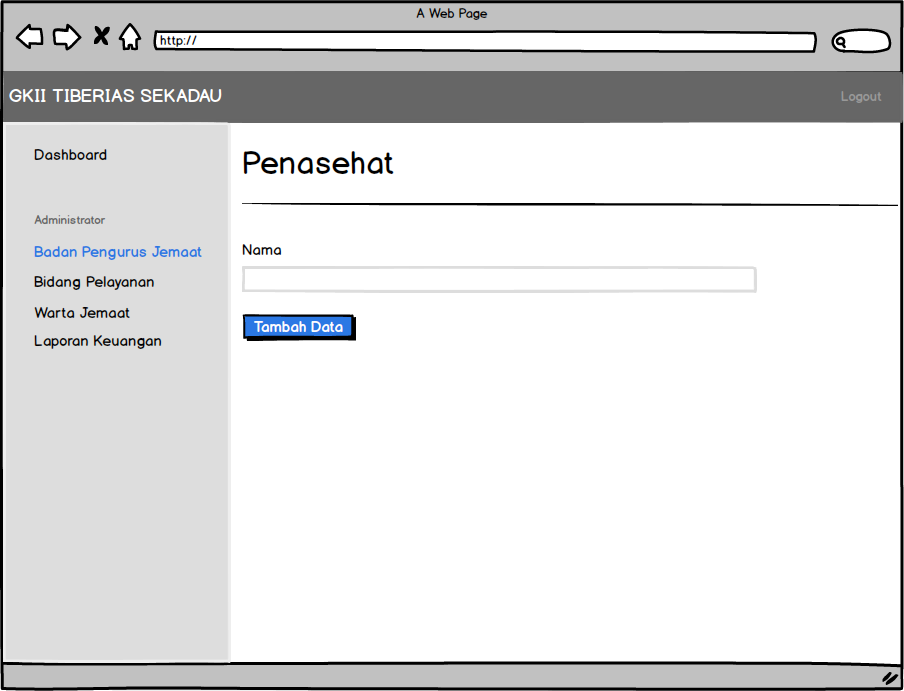 A Web Page
http://
GKII TIBERIAS SEKADAU
Logout
Dashboard
Administrator
Badan Pengurus Jemaat
Bidang Pelayanan
Warta Jemaat
Laporan Keuangan
Penasehat
Nama
Tambah Data